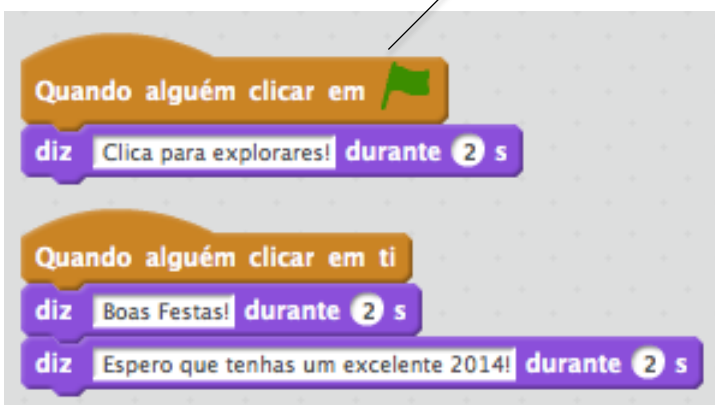 Quando alguém clicar em
diz Clica para explorares! durante 2 s
Quando alguém clicar em ti
diz Boas Festas! durante 2 s
diz Espero que tenhas um excelente 2014! durante 2 s